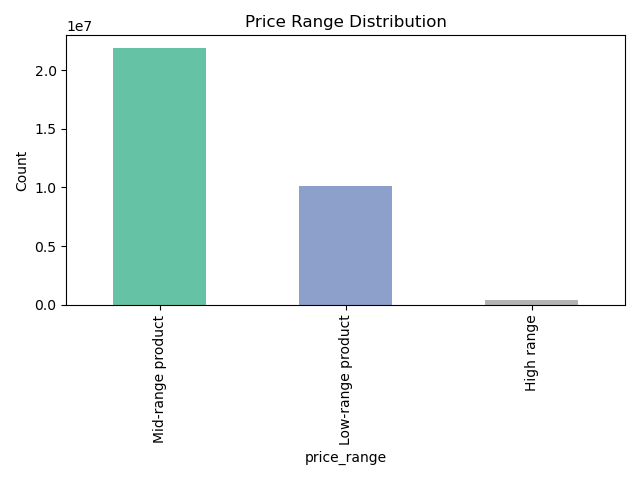 Price Range Distribution
1e7
2.0
1.5
1.0
0.5
0.0
Count
Mid-range product
Low-range product
High range
price_range